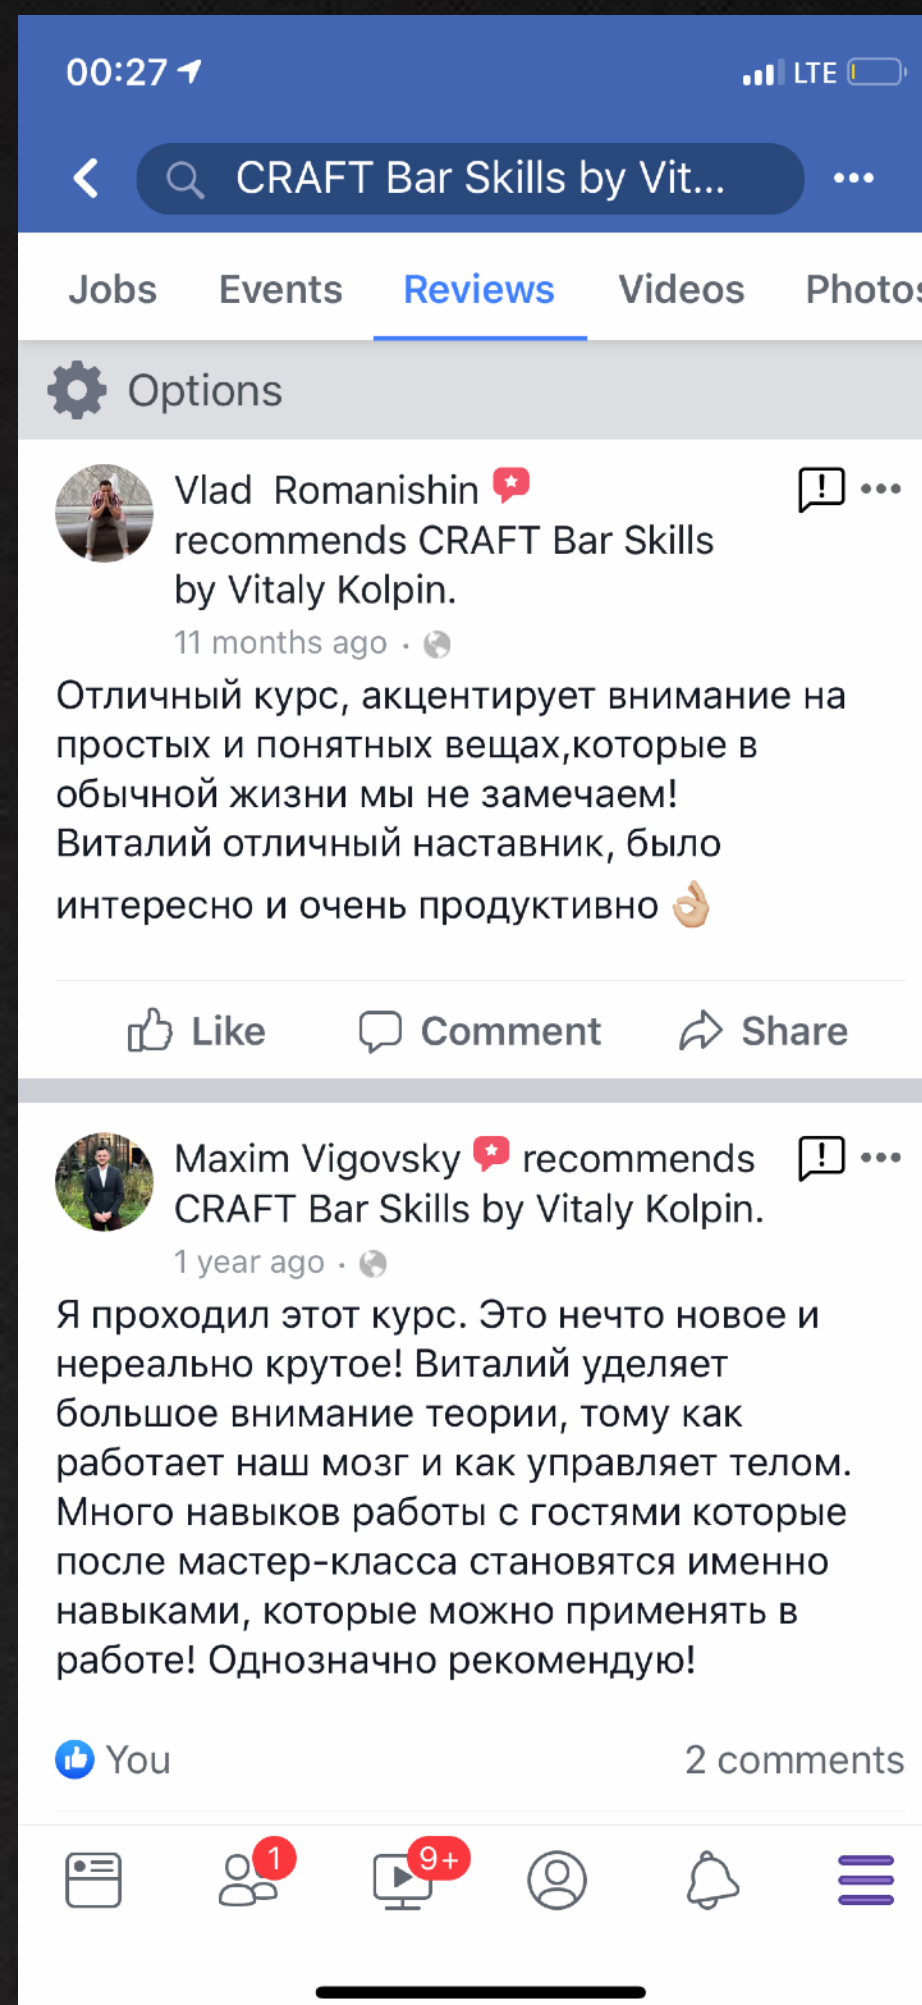 00:27 LTE
CRAFT Bar Skills by Vit...
Jobs Events Reviews Videos Photos
Options
Vlad Romanishin
recommends CRAFT Bar Skills
by Vitaly Kolpin.
11 months ago ·
Отличный курс, акцентирует внимание на
простых и понятных вещах,которые в
обычной жизни мы не замечаем!
Виталий отличный наставник, было
интересно и очень продуктивно 👌🏼
Like Comment Share
Maxim Vigovsky recommends
CRAFT Bar Skills by Vitaly Kolpin.
1 year ago ·
Я проходил этот курс. Это нечто новое и
нереально крутое! Виталий уделяет
большое внимание теории, тому как
работает наш мозг и как управляет телом.
Много навыков работы с гостями которые
после мастер-класса становятся именно
навыками, которые можно применять в
работе! Однозначно рекомендую!
You 2 comments
1 9+